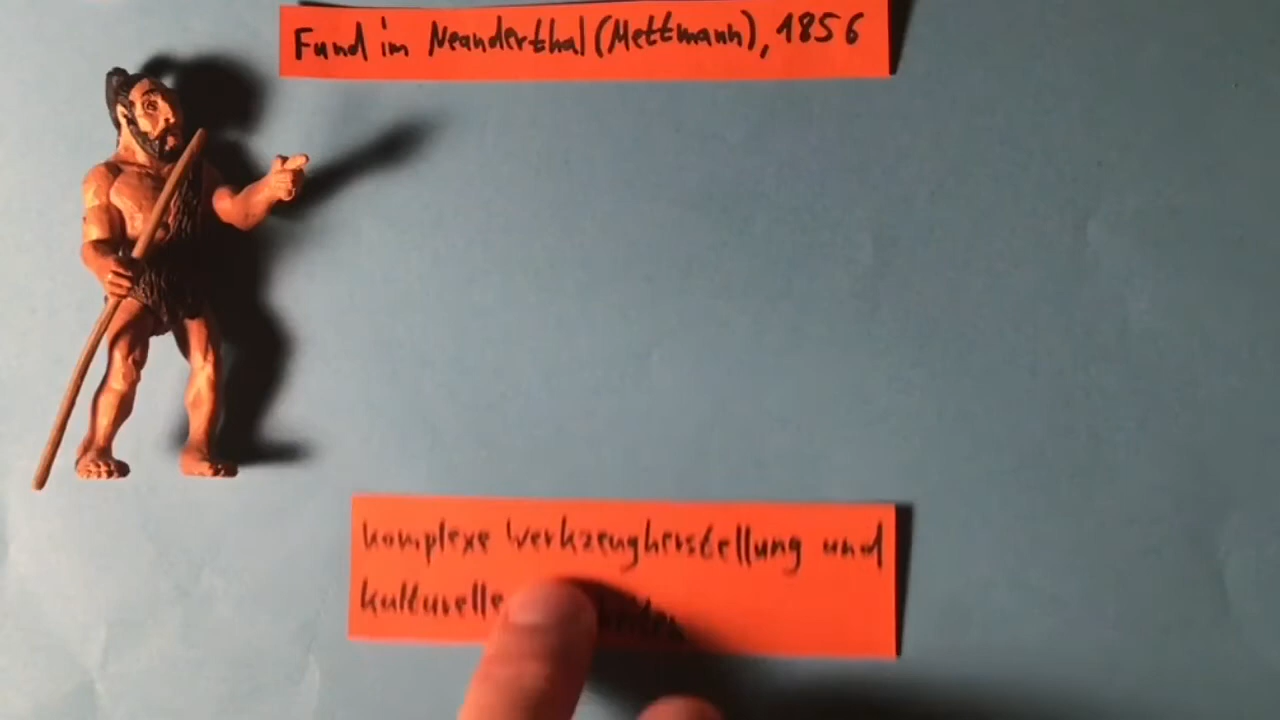 Fund im Neanderthal (Mettmann), 1856
komplexe Werkzeugherstellung und
kulturelle